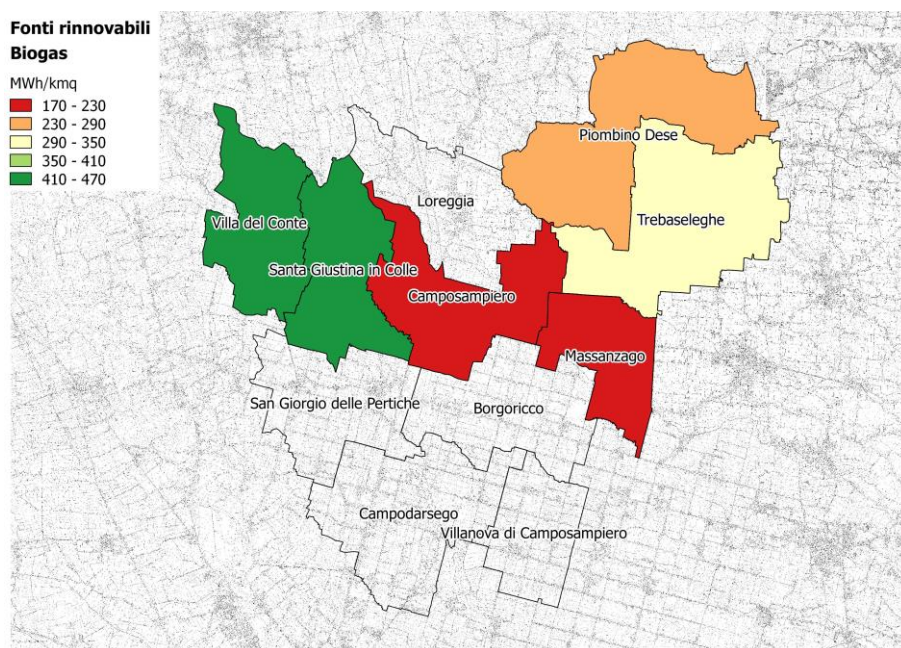 Fonti rinnovabili
Biogas
MWh/kmq
170 - 230
230 - 290
290 - 350
350 - 410
410 - 470
Piombino Dese
Loreggia
Villa del Conte
Trebaseleghe
Santa Giustina in Colle
Camposampiero
Massanzago
San Giorgio delle Pertiche
Borgoricco
Campodarsego
Villanova di Camposampiero